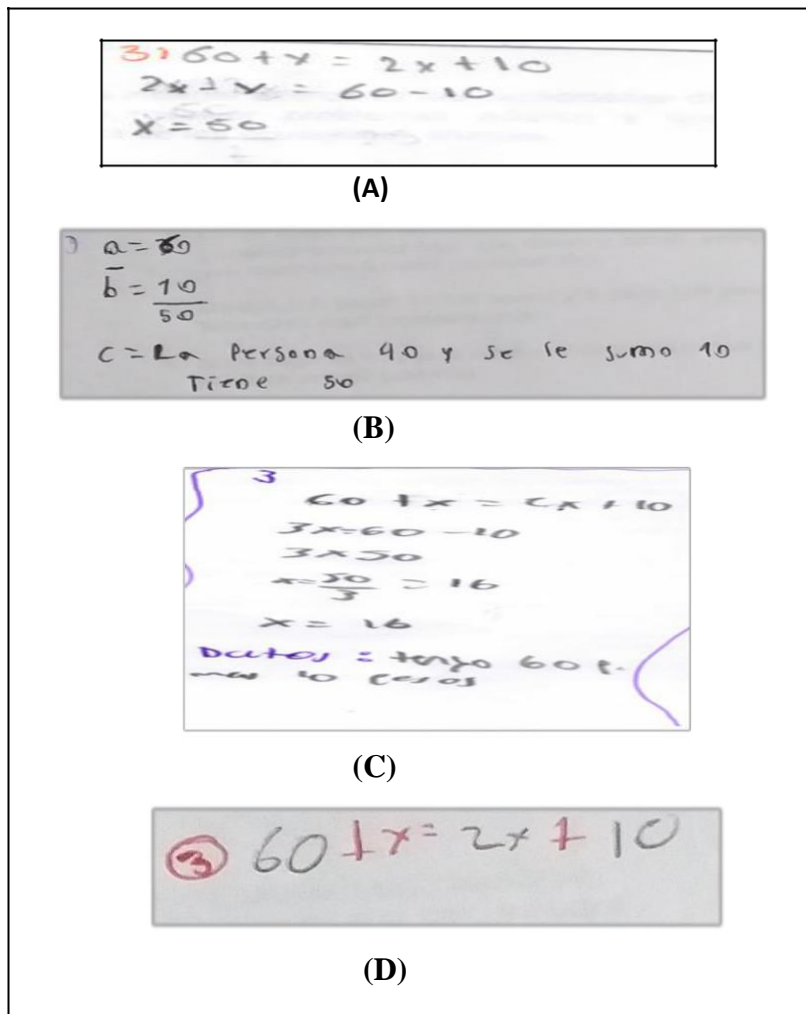 3) 60 + x = 2x + 10
2x + x = 60 - 10
x = 50
(A)
a = 60
b = 10
50
c = La Persona 40 y se le sumo 10
Tiene 50
(B)
3
60 + x = 2x + 10
3x = 60 - 10
3x 50
x = 50/3 = 16
x = 16
Datos = tengo 60 p.
mas 10 pesos
(C)
3 60 + x = 2x + 10
(D)